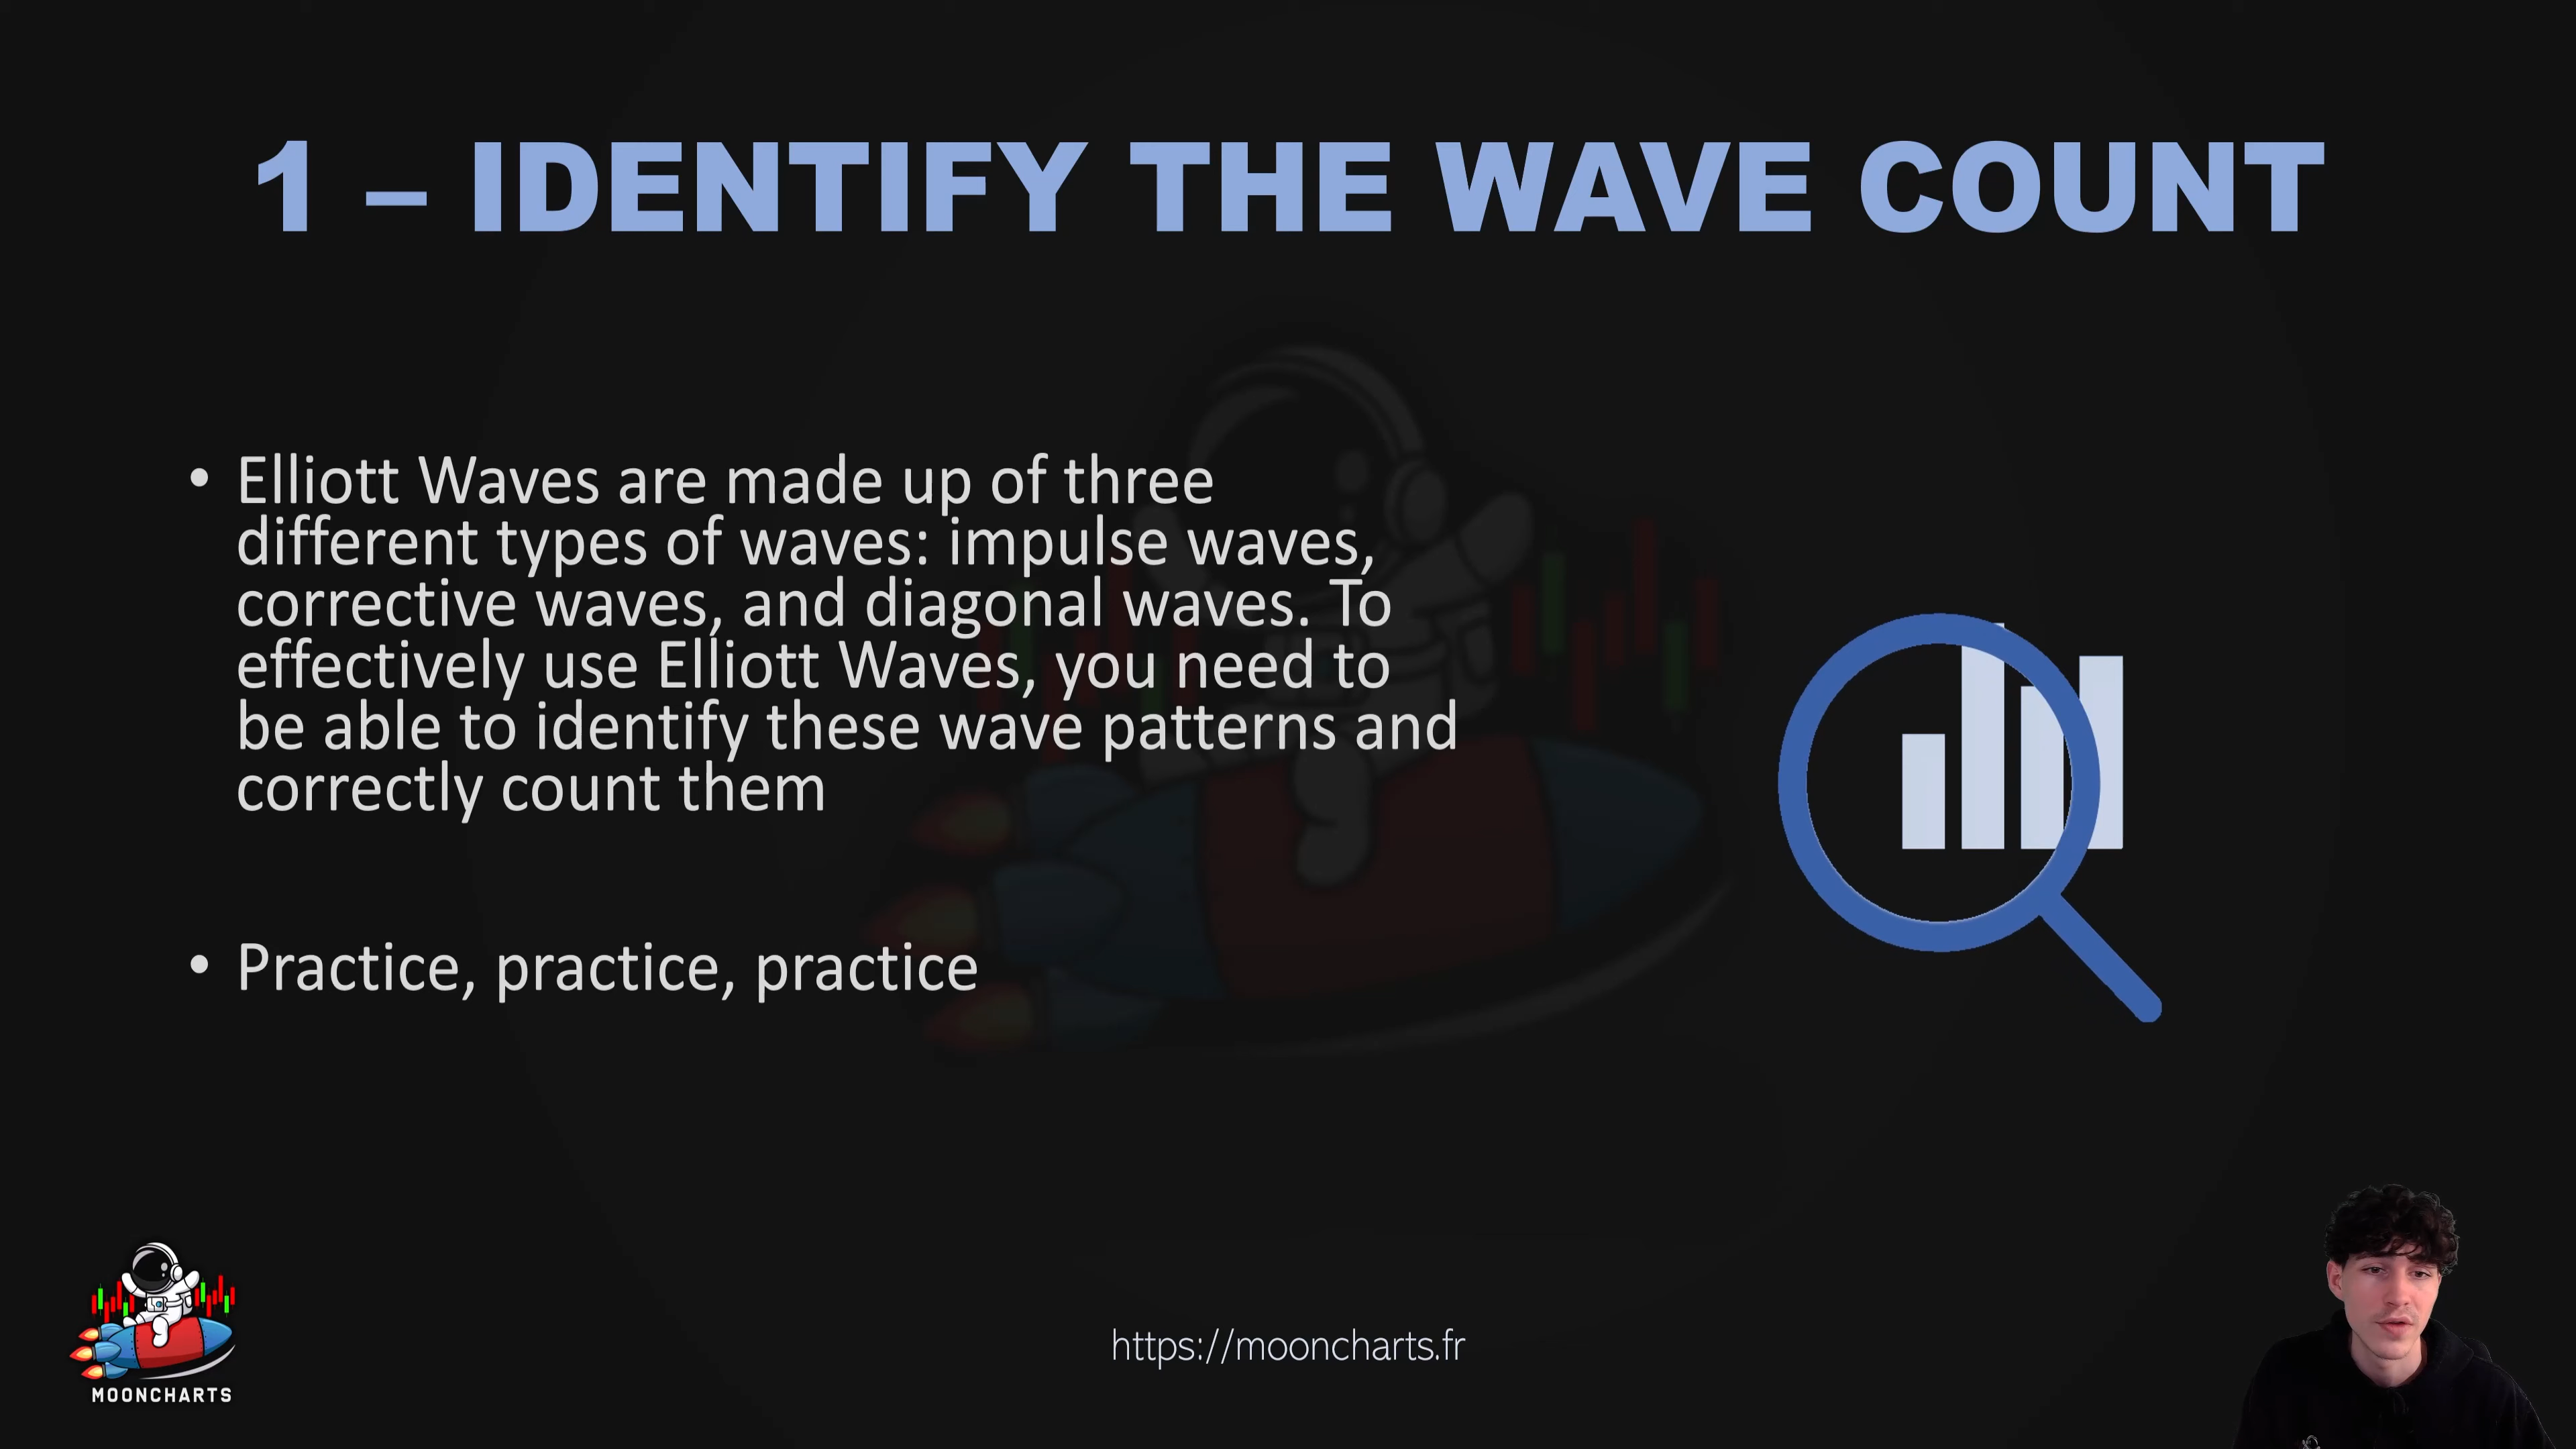 1 – IDENTIFY THE WAVE COUNT
• Elliott Waves are made up of three
different types of waves: impulse waves,
corrective waves, and diagonal waves. To
effectively use Elliott Waves, you need to
be able to identify these wave patterns and
correctly count them
• Practice, practice, practice
MOONCHARTS
https://mooncharts.fr